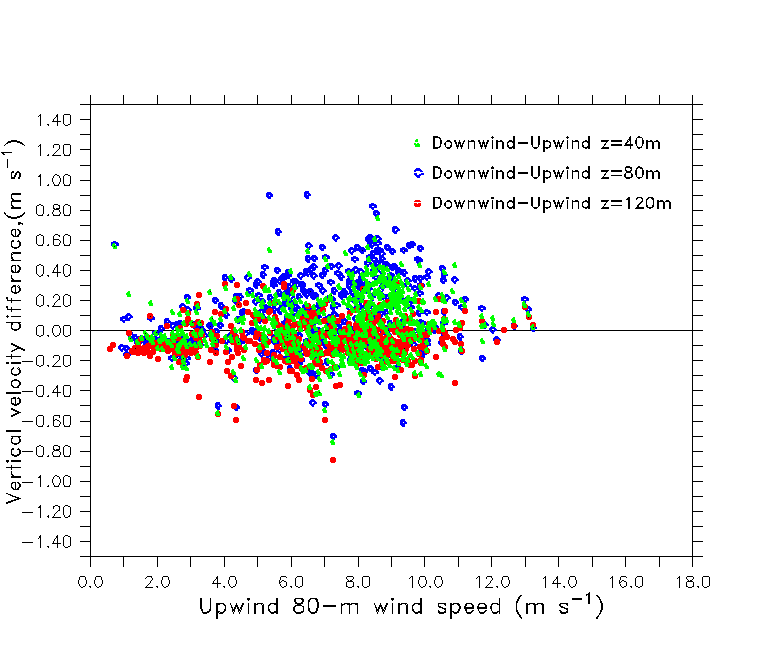 1.40
1.20
1.00
0.80
0.60
0.40
0.20
0.00
−0.20
−0.40
−0.60
−0.80
−1.00
−1.20
−1.40
Vertical velocity difference,(m s⁻¹)
Downwind−Upwind z=40m
Downwind−Upwind z=80m
Downwind−Upwind z=120m
0.0 2.0 4.0 6.0 8.0 10.0 12.0 14.0 16.0 18.0
Upwind 80−m wind speed (m s⁻¹)